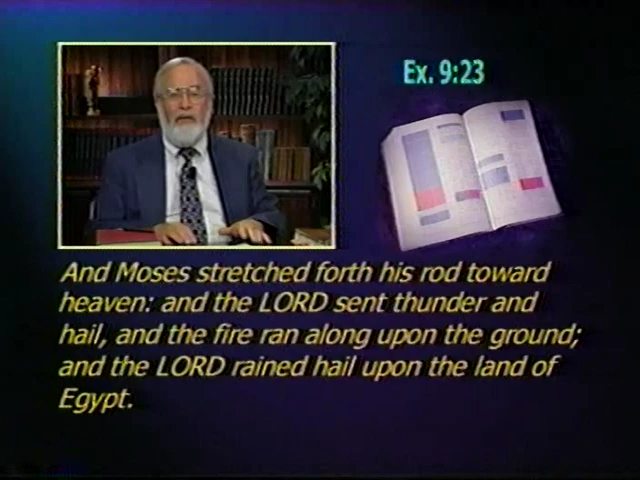 Ex. 9:23
And Moses stretched forth his rod toward
heaven: and the LORD sent thunder and
hail, and the fire ran along upon the ground;
and the LORD rained hail upon the land of
Egypt.